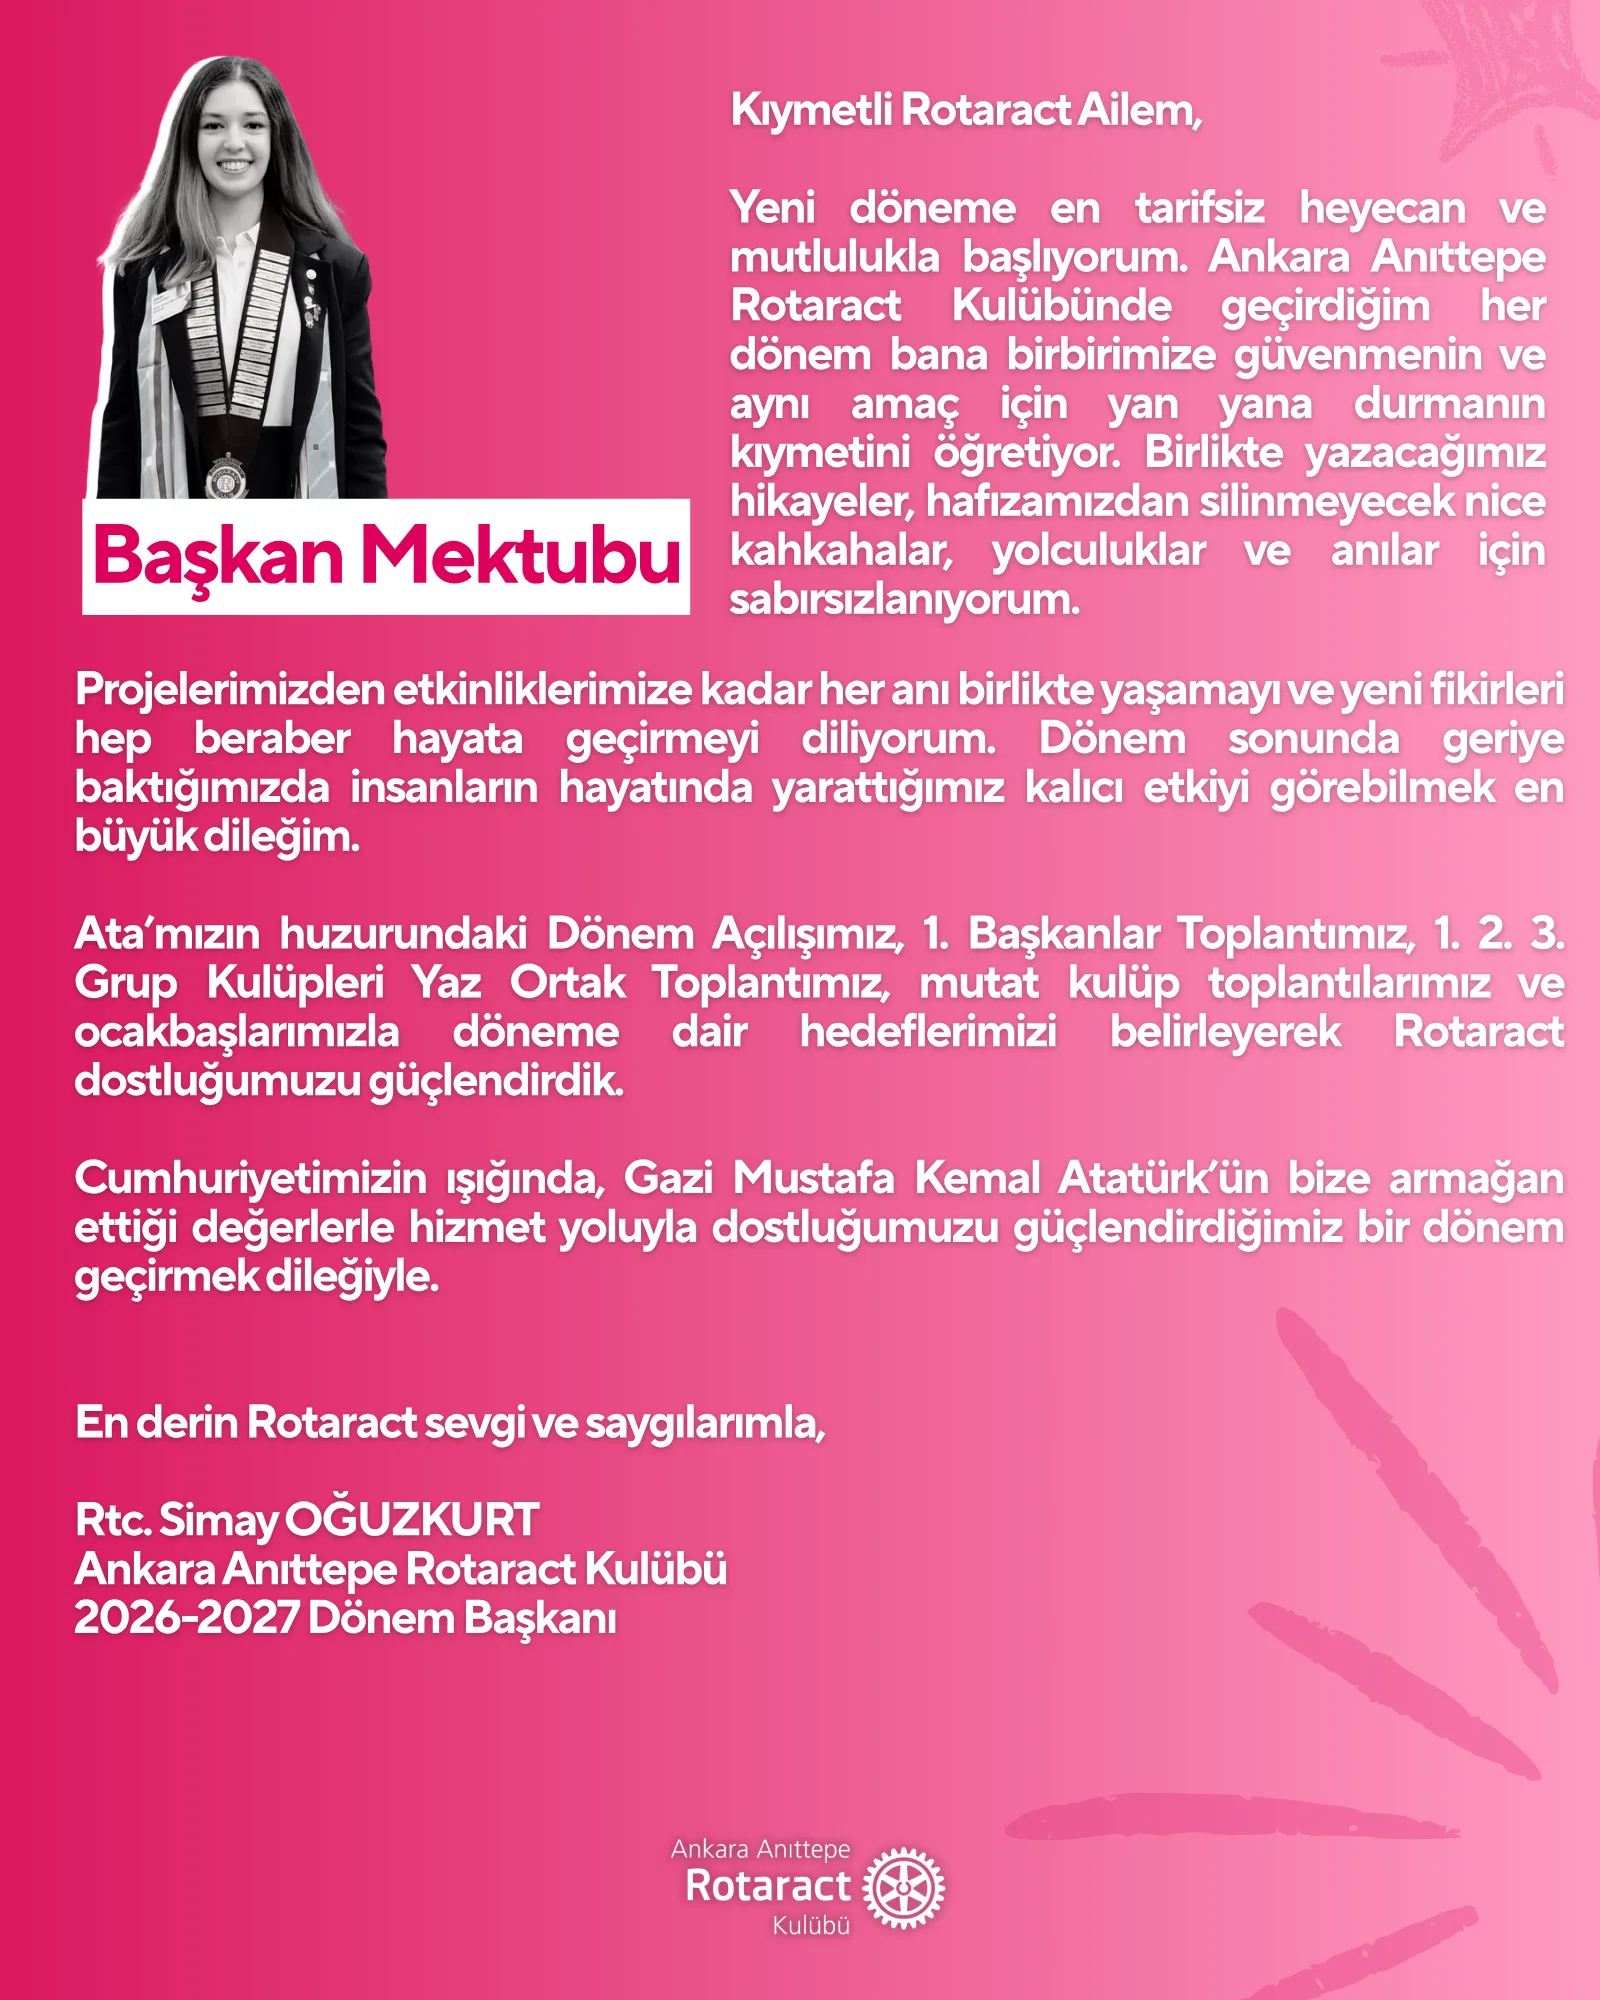 Kıymetli Rotaract Ailem,
Yeni döneme en tarifsiz heyecan ve
mutlulukla başlıyorum. Ankara Anıttepe
Rotaract Kulübünde geçirdiğim her
dönem bana birbirimize güvenmenin ve
aynı amaç için yan yana durmanın
kıymetini öğretiyor. Birlikte yazacağımız
hikayeler, hafızamızdan silinmeyecek nice
kahkahalar, yolculuklar ve anılar için
sabırsızlanıyorum.
Başkan Mektubu
Projelerimizden etkinliklerimize kadar her anı birlikte yaşamayı ve yeni fikirleri
hep beraber hayata geçirmeyi diliyorum. Dönem sonunda geriye
baktığımızda insanların hayatında yarattığımız kalıcı etkiyi görebilmek en
büyük dileğim.
Ata’mızın huzurundaki Dönem Açılışımız, 1. Başkanlar Toplantımız, 1. 2. 3.
Grup Kulüpleri Yaz Ortak Toplantımız, mutat kulüp toplantılarımız ve
ocakbaşlarımızla döneme dair hedeflerimizi belirleyerek Rotaract
dostluğumuzu güçlendirdik.
Cumhuriyetimizin ışığında, Gazi Mustafa Kemal Atatürk’ün bize armağan
ettiği değerlerle hizmet yoluyla dostluğumuzu güçlendirdiğimiz bir dönem
geçirmek dileğiyle.
En derin Rotaract sevgi ve saygılarımla,
Rtc. Simay OĞUZKURT
Ankara Anıttepe Rotaract Kulübü
2026-2027 Dönem Başkanı
Ankara Anıttepe
Rotaract
Kulübü